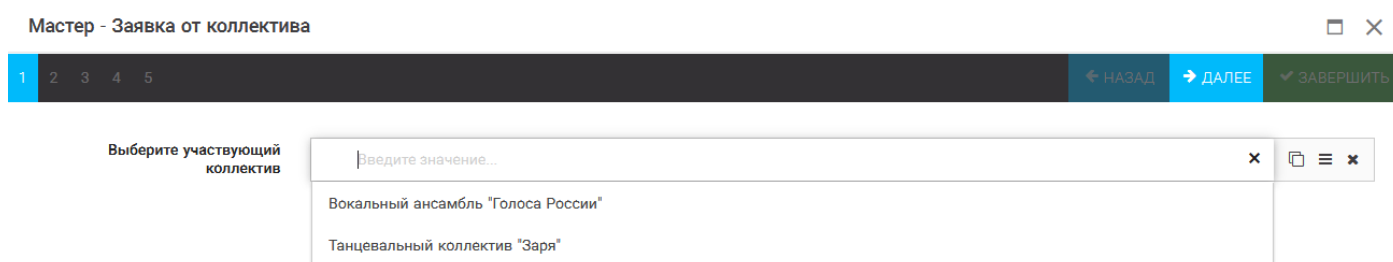 Мастер - Заявка от коллектива
1 2 3 4 5 НАЗАД ДАЛЕЕ ЗАВЕРШИТЬ
Выберите участвующий
коллектив
Введите значение...
Вокальный ансамбль "Голоса России"
Танцевальный коллектив "Заря"